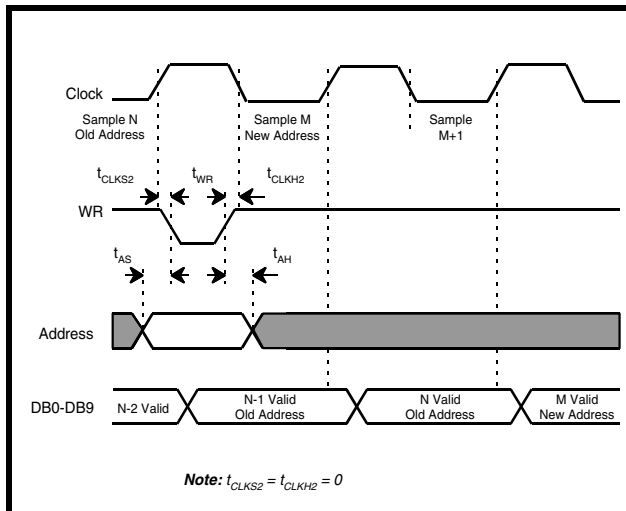 Clock
Sample N
Old Address
Sample M
New Address
Sample
M+1
tCLKS2
tWR
tCLKH2
WR
tAS
tAH
Address
DB0-DB9
N-2 Valid
N-1 Valid
Old Address
N Valid
Old Address
M Valid
New Address
Note: tCLKS2 = tCLKH2 = 0